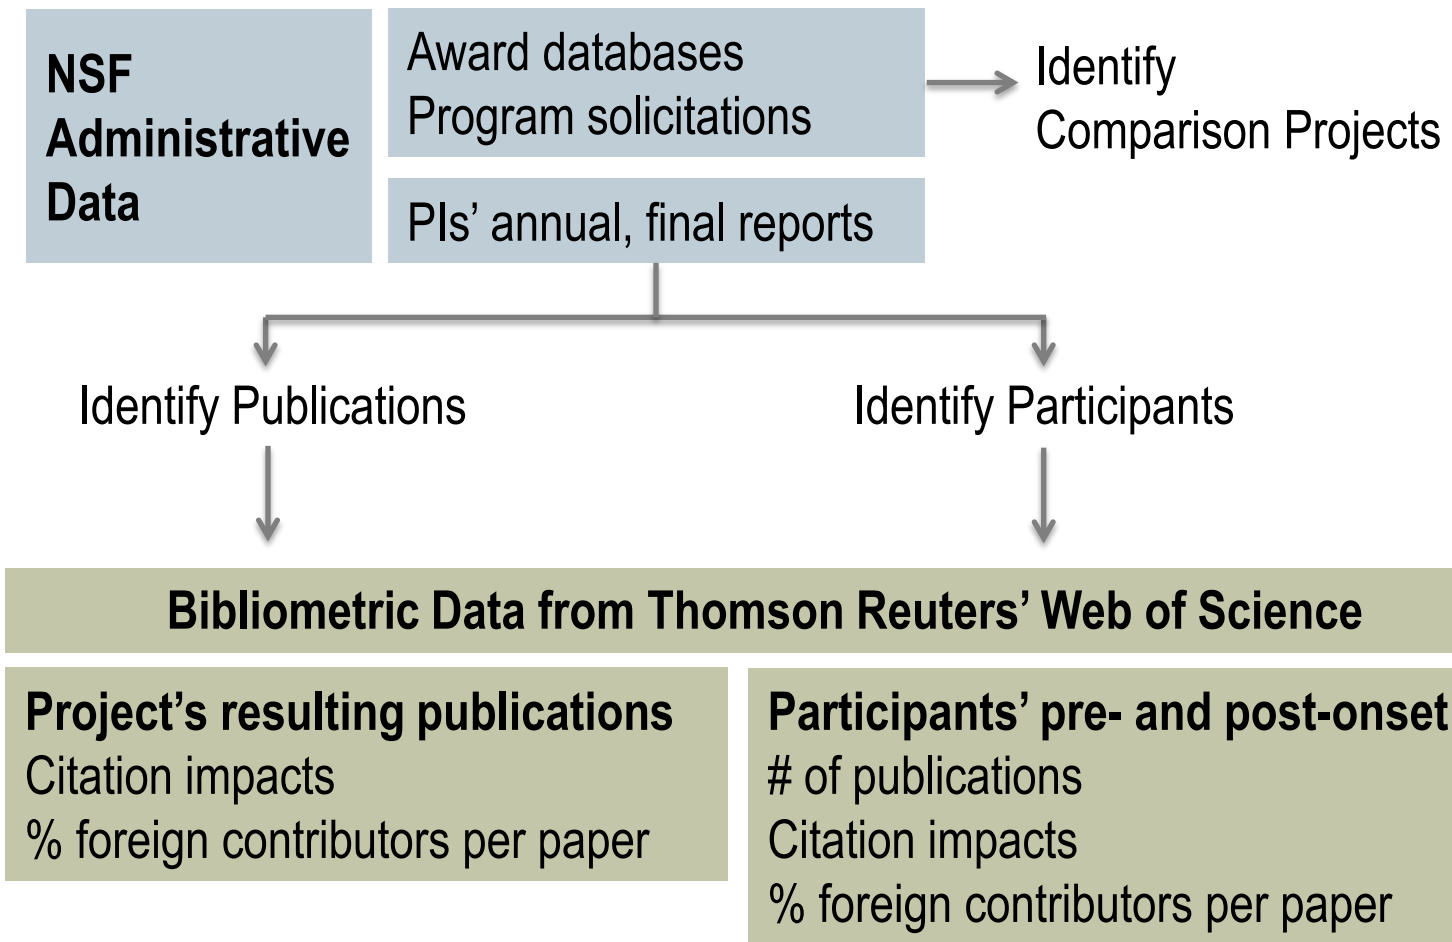 NSF
Administrative
Data
Award databases
Program solicitations
PIs’ annual, final reports
Identify
Comparison Projects
Identify Publications
Identify Participants
Bibliometric Data from Thomson Reuters’ Web of Science
Project’s resulting publications
Citation impacts
% foreign contributors per paper
Participants’ pre- and post-onset
# of publications
Citation impacts
% foreign contributors per paper